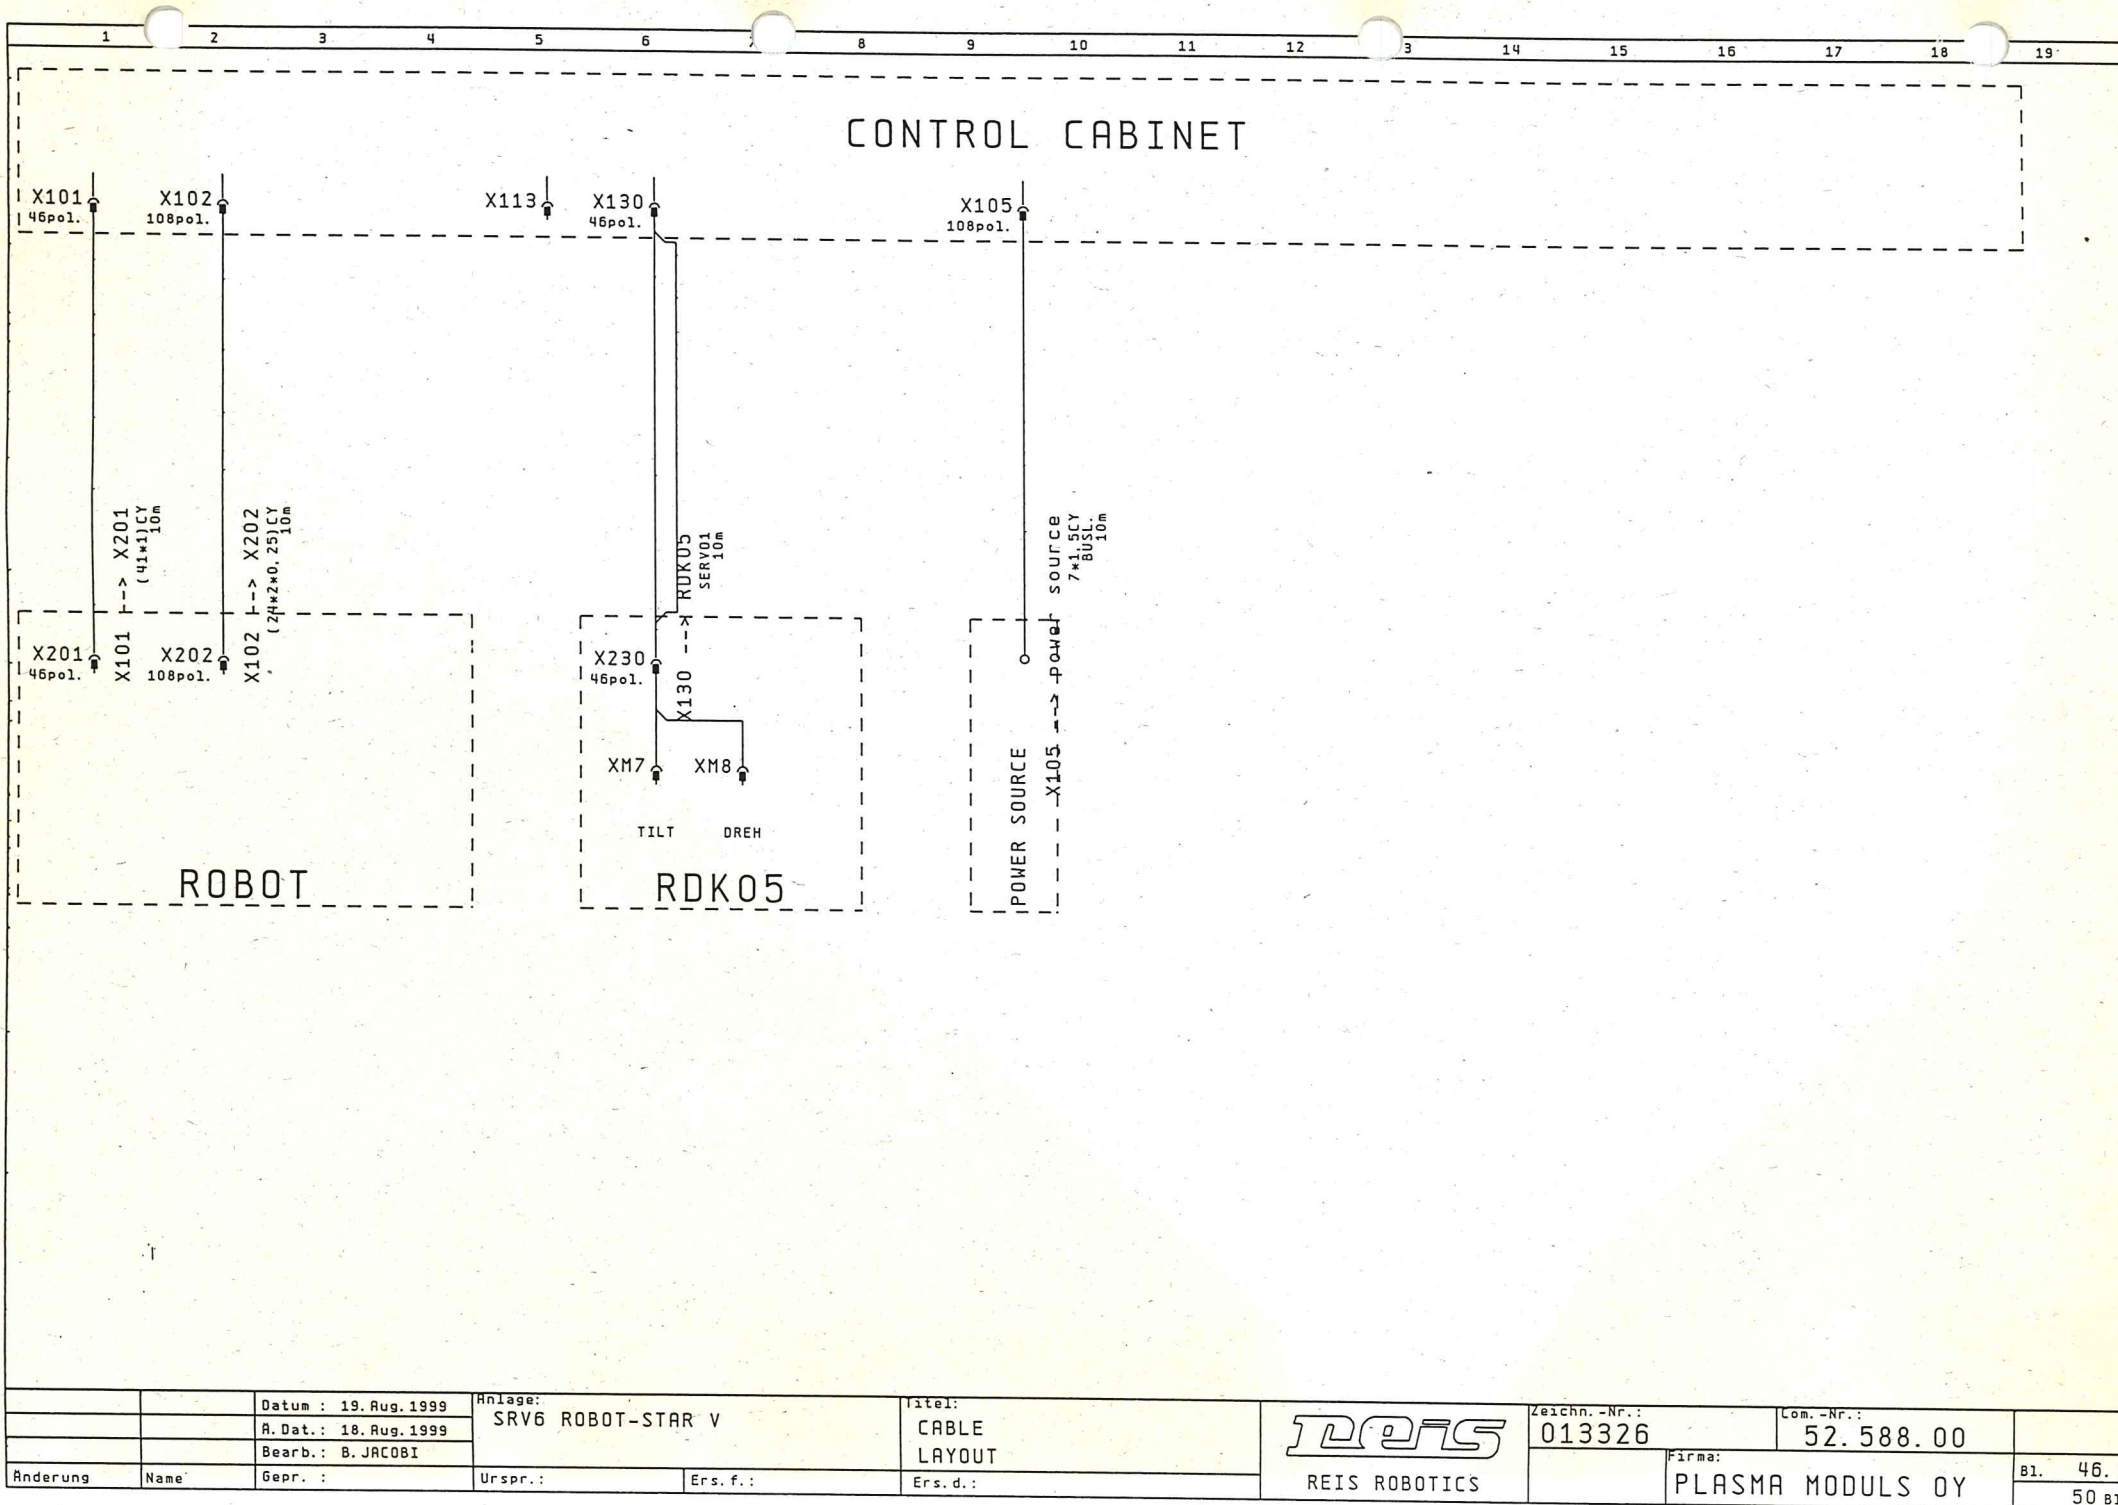 1 2 3 4 5 6 8 9 10 11 12 3 14 15 16 17 18 19
CONTROL CABINET
X101
46pol.
X102
108pol.
X113
X130
46pol.
X105
108pol.
X101 --> X201
(41*1)CY
10m
X102 --> X202
(24*2*0,25)CY
10m
X130 ---> RDK05
SERVO1
10m
X105 --> power source
7*1,5CY
BUSL.
10m
X201
46pol.
X202
108pol.
X230
46pol.
XM7
XM8
TILT
DREH
ROBOT
RDK05
POWER SOURCE
Datum : 19.Aug.1999
A.Dat.: 18.Aug.1999
Bearb.: B.JACOBI
Änderung
Name
Gepr. :
Anlage:
SRV6 ROBOT-STAR V
Urspr.:
Ers.f.:
Titel:
CABLE
LAYOUT
Ers.d.:
reis
REIS ROBOTICS
Zeichn.-Nr.:
013326
Com.-Nr.:
52.588.00
Firma:
PLASMA MODULS OY
Bl. 46.
50